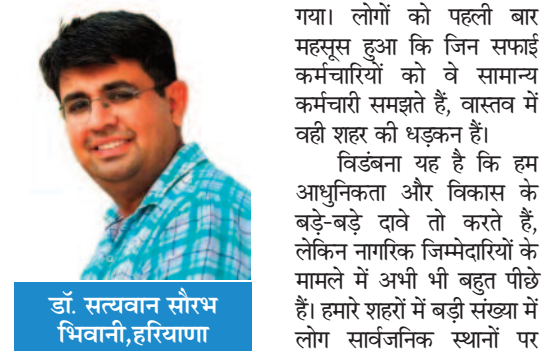 डॉ. सत्यवान सौरभ
भिवानी,हरियाणा
गया। लोगों को पहली बार
महसूस हुआ कि जिन सफाई
कर्मचारियों को वे सामान्य
कर्मचारी समझते हैं, वास्तव में
वही शहर की धड़कन हैं।
विडंबना यह है कि हम
आधुनिकता और विकास के
बड़े-बड़े दावे तो करते हैं,
लेकिन नागरिक जिम्मेदारियों के
मामले में अभी भी बहुत पीछे
हैं। हमारे शहरों में बड़ी संख्या में
लोग सार्वजनिक स्थानों पर